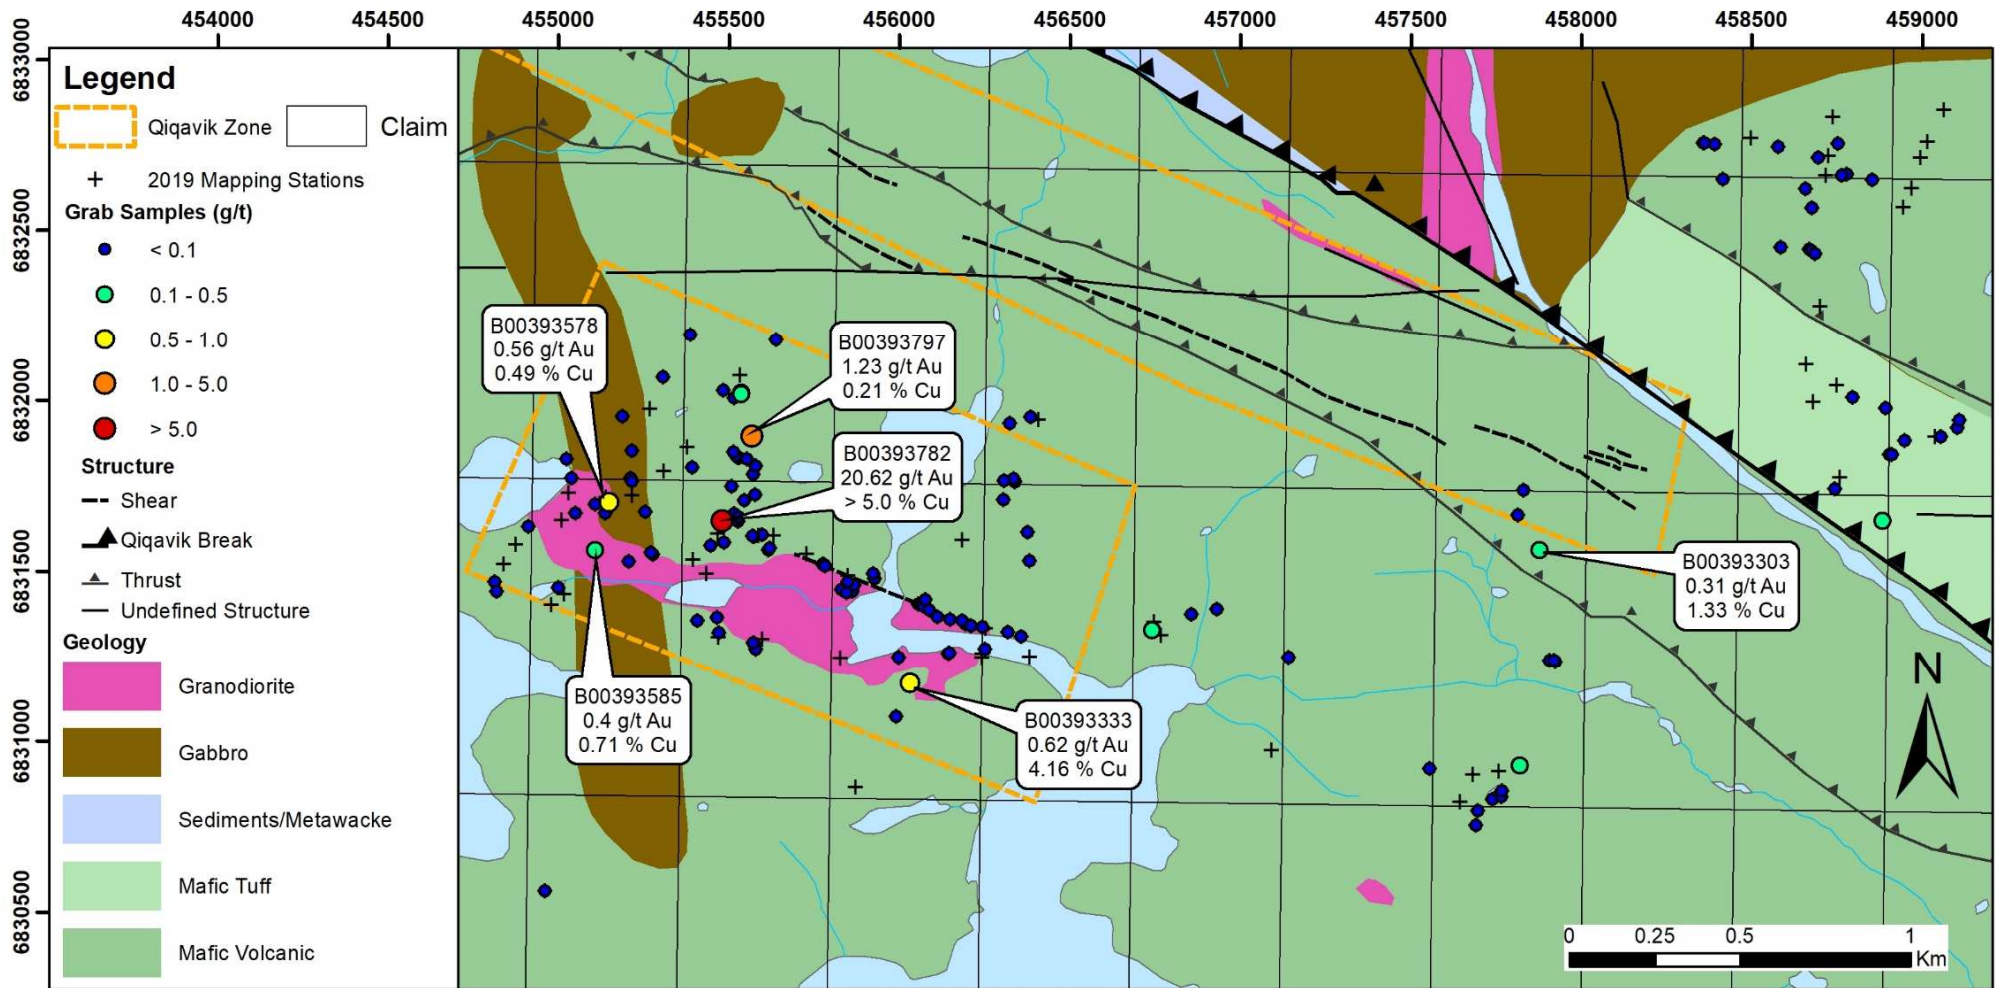 454000 454500 455000 455500 456000 456500 457000 457500 458000 458500 459000
6833000
6832500
6832000
6831500
6831000
6830500
Legend
Qiqavik Zone
Claim
2019 Mapping Stations
Grab Samples (g/t)
< 0.1
0.1 - 0.5
0.5 - 1.0
1.0 - 5.0
> 5.0
Structure
Shear
Qiqavik Break
Thrust
Undefined Structure
Geology
Granodiorite
Gabbro
Sediments/Metawacke
Mafic Tuff
Mafic Volcanic
B00393578
0.56 g/t Au
0.49 % Cu
B00393797
1.23 g/t Au
0.21 % Cu
B00393782
20.62 g/t Au
> 5.0 % Cu
B00393303
0.31 g/t Au
1.33 % Cu
B00393585
0.4 g/t Au
0.71 % Cu
B00393333
0.62 g/t Au
4.16 % Cu
N
0 0.25 0.5 1
Km